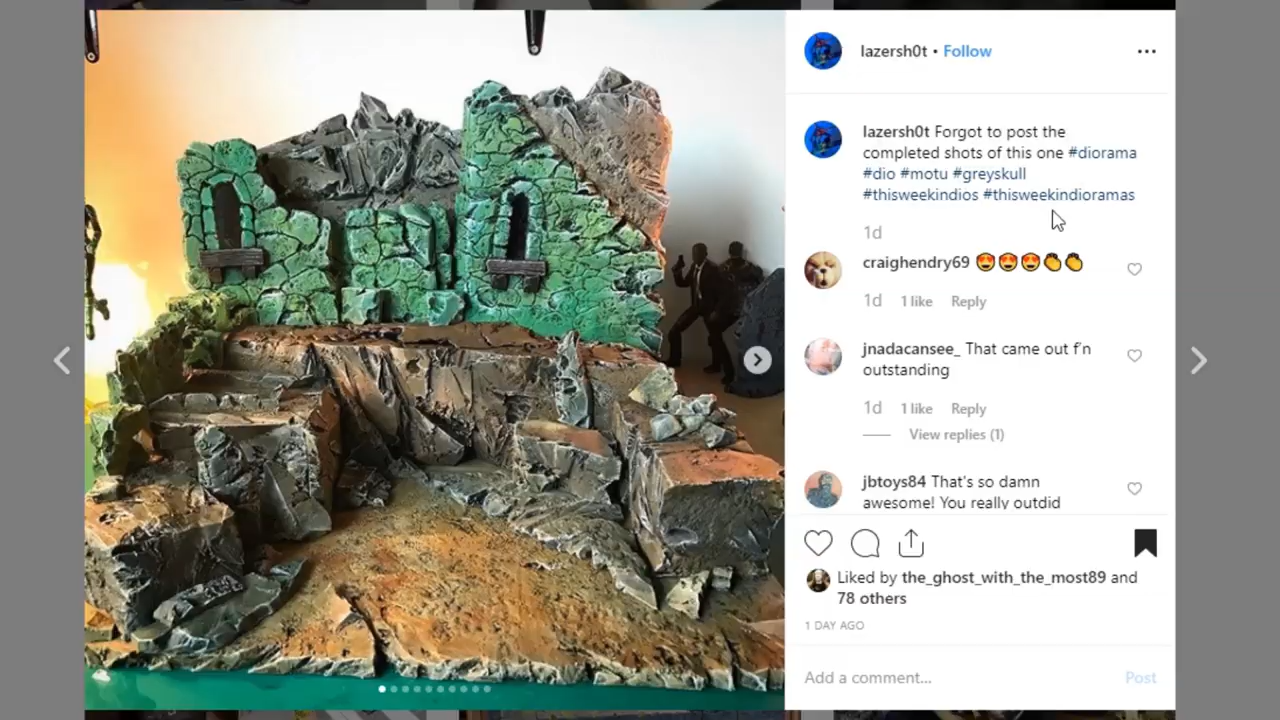 lazersh0t • Follow
lazersh0t Forgot to post the
completed shots of this one #diorama
#dio #motu #greyskull
#thisweekindios #thisweekindioramas
1d
craighendry69 😍😍😍👏👏
1d 1 like Reply
jnadacansee_ That came out f'n
outstanding
1d 1 like Reply
View replies (1)
jbtoys84 That's so damn
awesome! You really outdid
Liked by the_ghost_with_the_most89 and
78 others
1 DAY AGO
Add a comment... Post